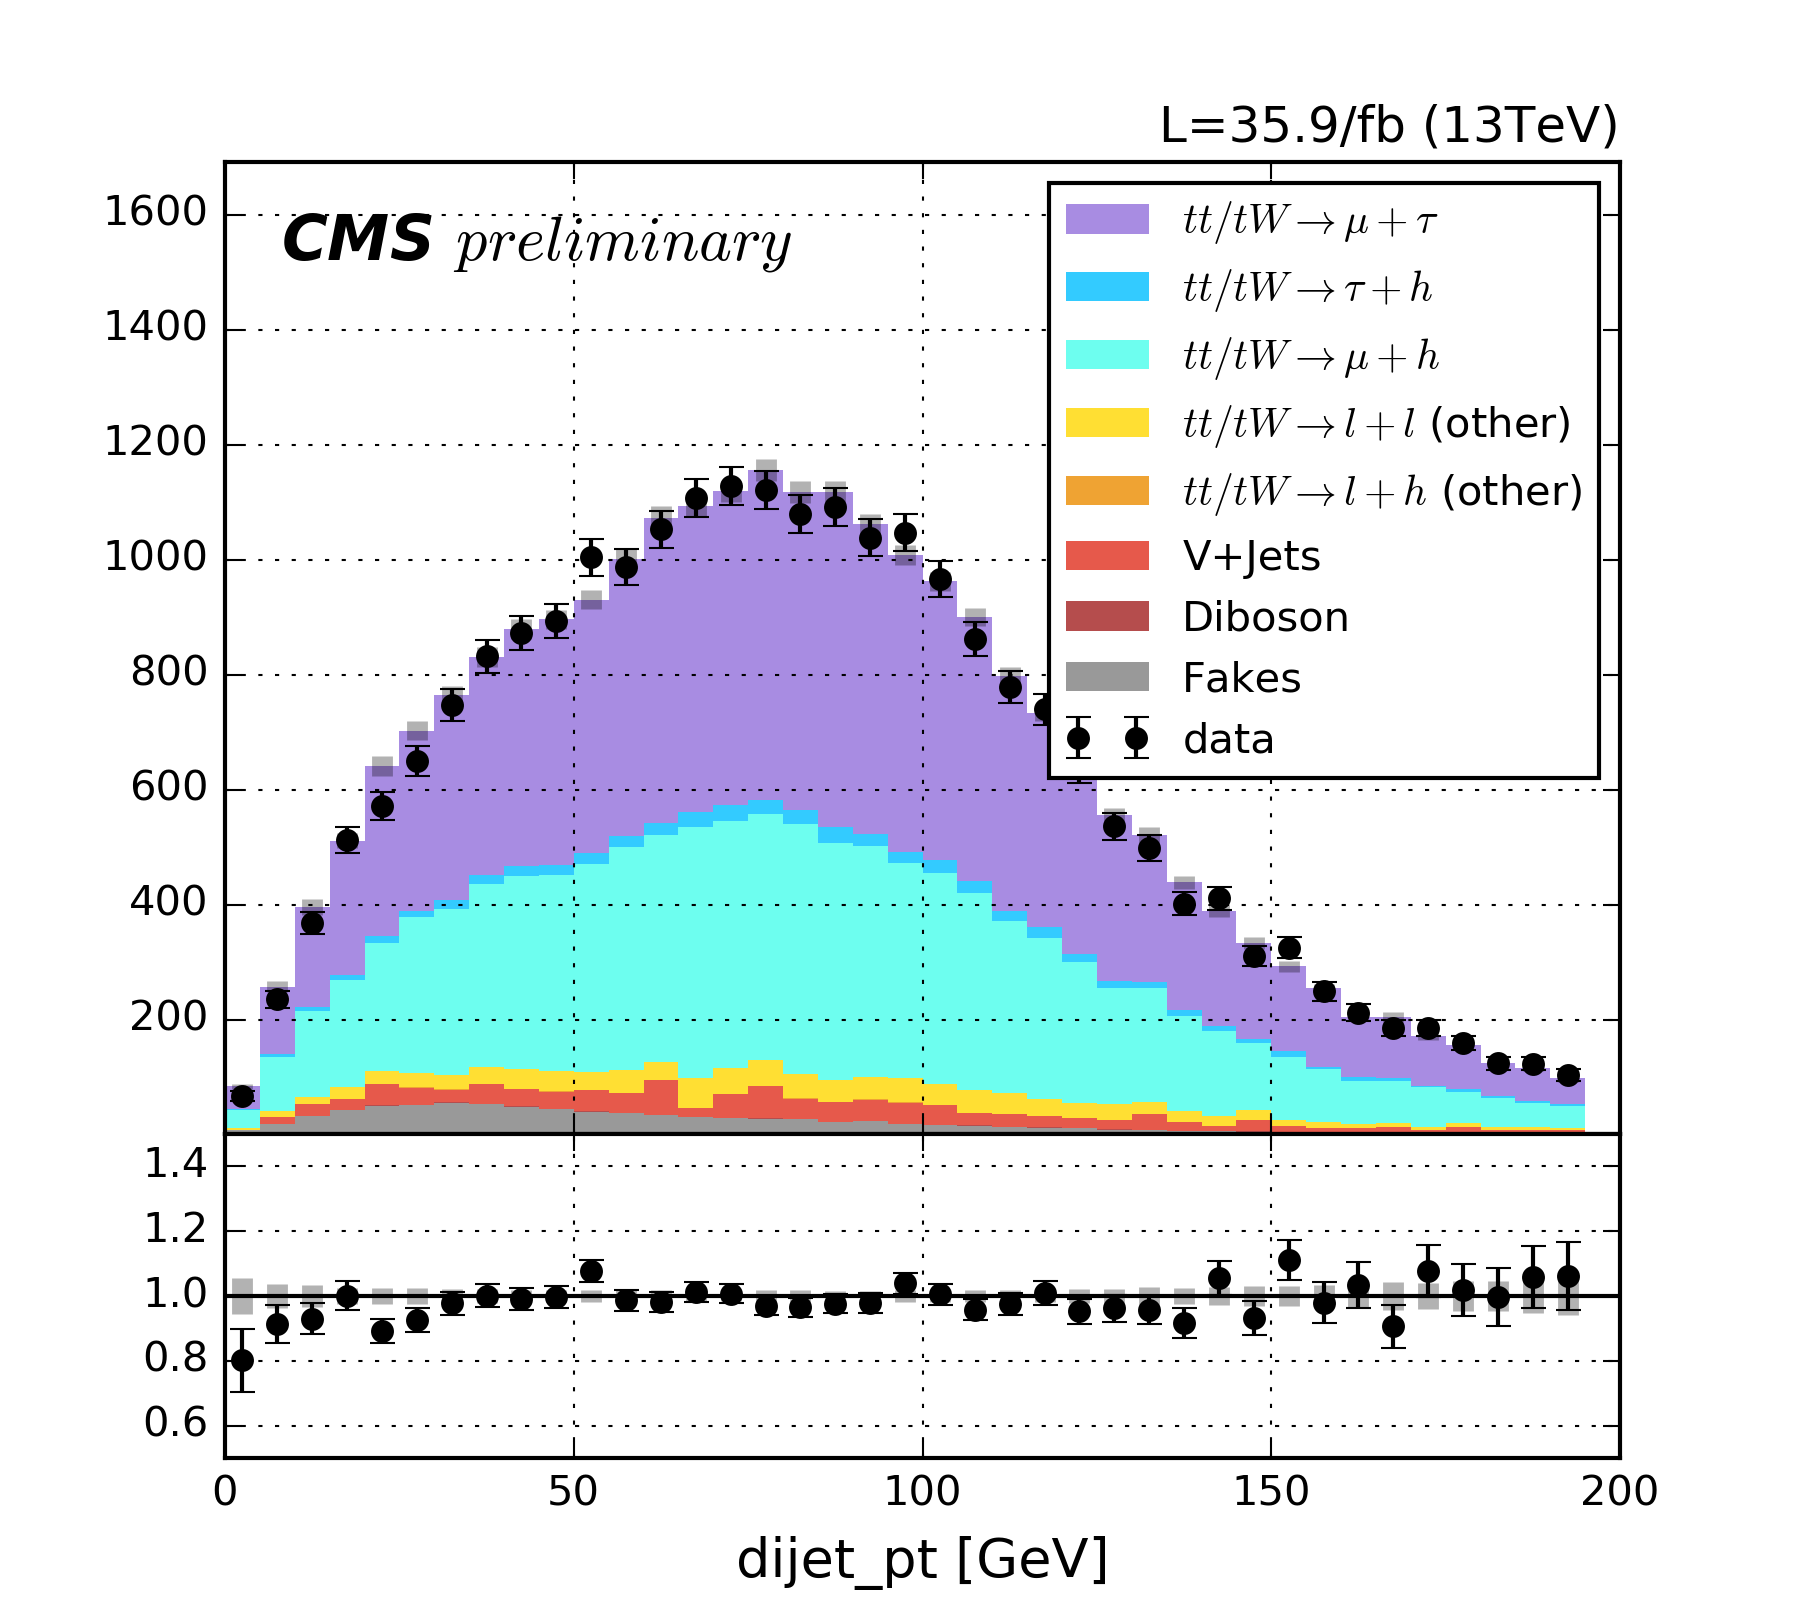 L=35.9/fb (13TeV)
CMS preliminary
1600
1400
1200
1000
800
600
400
200
tt/tW → μ + τ
tt/tW → τ + h
tt/tW → μ + h
tt/tW → l + l (other)
tt/tW → l + h (other)
V+Jets
Diboson
Fakes
data
1.4
1.2
1.0
0.8
0.6
0 50 100 150 200
dijet_pt [GeV]